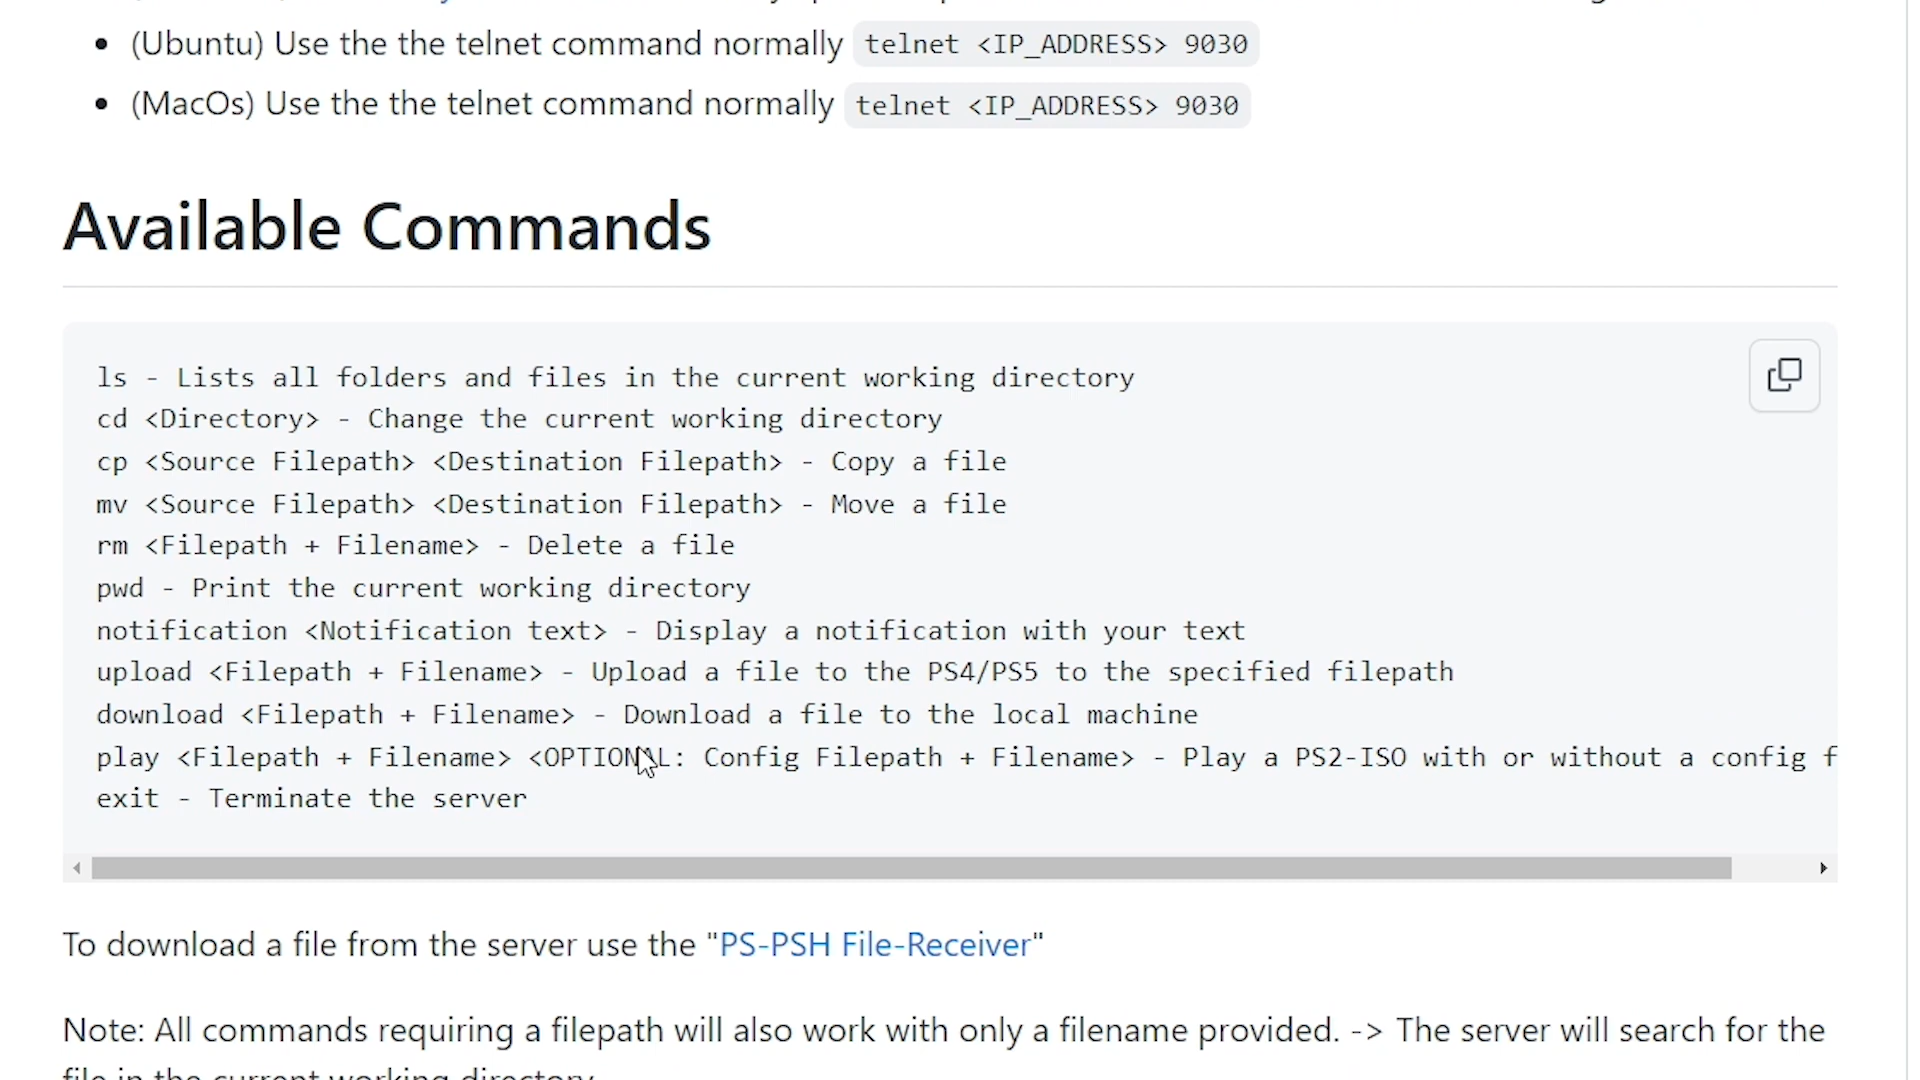 (Ubuntu) Use the the telnet command normally telnet <IP_ADDRESS> 9030
(MacOs) Use the the telnet command normally telnet <IP_ADDRESS> 9030
Available Commands
ls - Lists all folders and files in the current working directory
cd <Directory> - Change the current working directory
cp <Source Filepath> <Destination Filepath> - Copy a file
mv <Source Filepath> <Destination Filepath> - Move a file
rm <Filepath + Filename> - Delete a file
pwd - Print the current working directory
notification <Notification text> - Display a notification with your text
upload <Filepath + Filename> - Upload a file to the PS4/PS5 to the specified filepath
download <Filepath + Filename> - Download a file to the local machine
play <Filepath + Filename> <OPTIONAL: Config Filepath + Filename> - Play a PS2-ISO with or without a config f
exit - Terminate the server
To download a file from the server use the "PS-PSH File-Receiver"
Note: All commands requiring a filepath will also work with only a filename provided. -> The server will search for the
file in the current working directory.